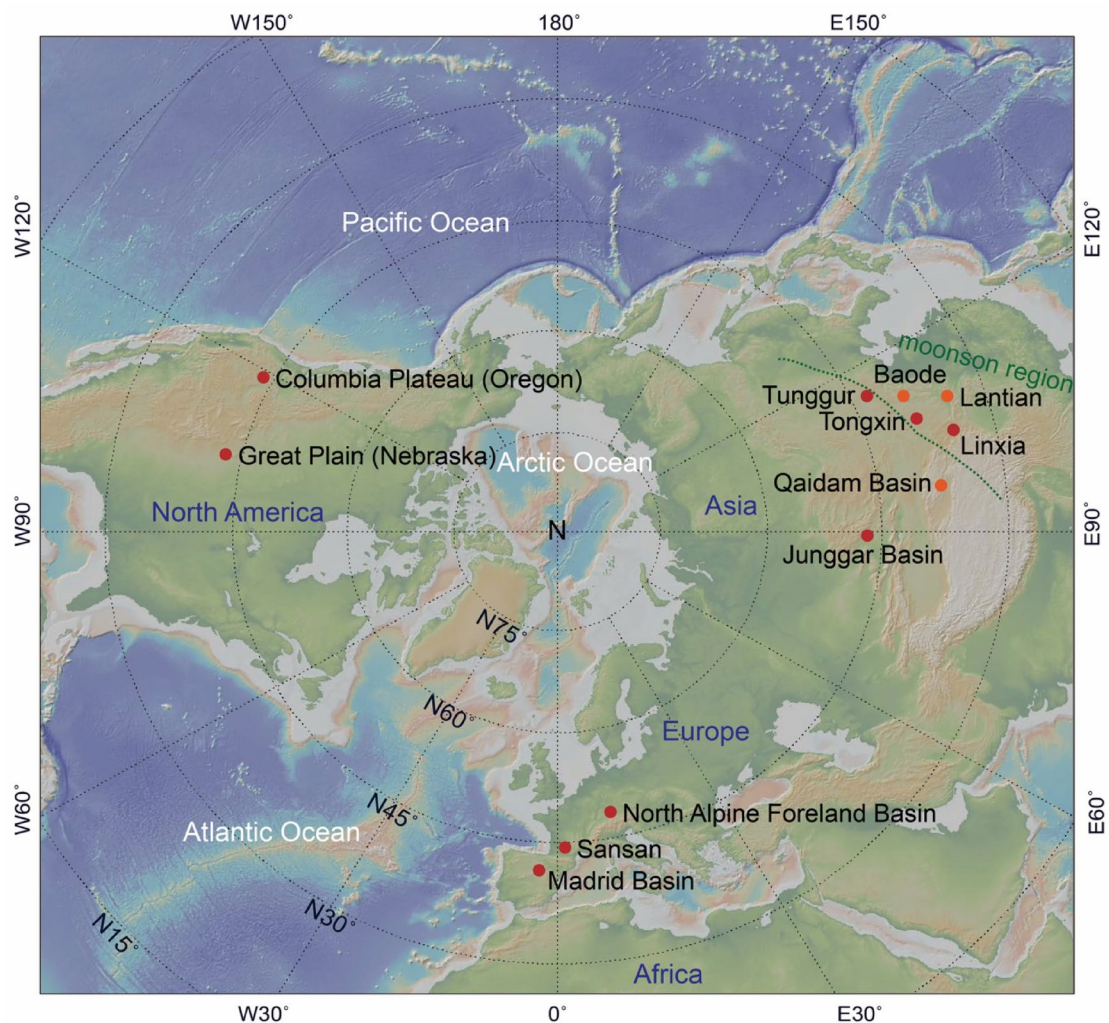 W150° 180° E150°
W120°
E120°
Pacific Ocean
moonson region
Baode
Columbia Plateau (Oregon)
Tunggur
Lantian
Tongxin
Linxia
Great Plain (Nebraska)
Arctic Ocean
Qaidam Basin
North America
Asia
W90°
N
E90°
Junggar Basin
N75°
N60°
Europe
W60°
N45°
E60°
North Alpine Foreland Basin
Atlantic Ocean
Sansan
Madrid Basin
N30°
N15°
Africa
W30° 0° E30°